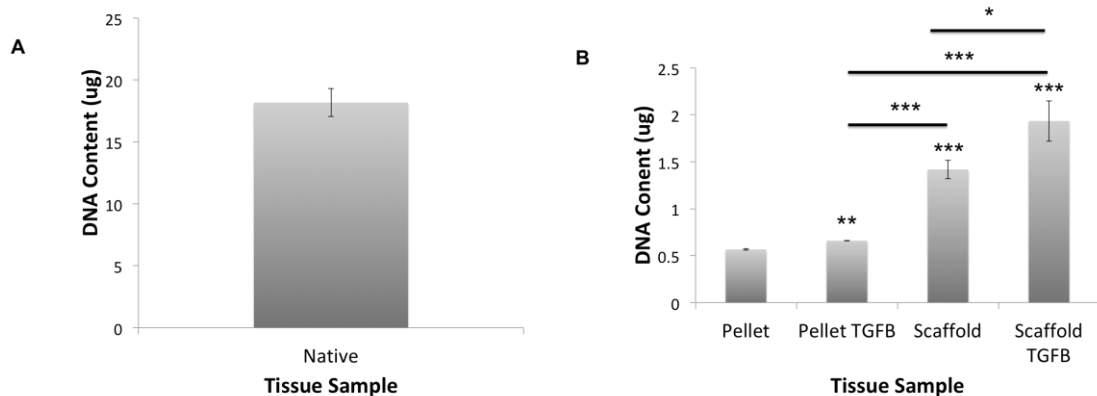 A
DNA Content (ug)
25
20
15
10
5
0
Native
Tissue Sample
B
DNA Conent (ug)
2.5
2
1.5
1
0.5
0
*
***
***
***
***
**
Pellet
Pellet TGFB
Scaffold
Scaffold
TGFB
Tissue Sample